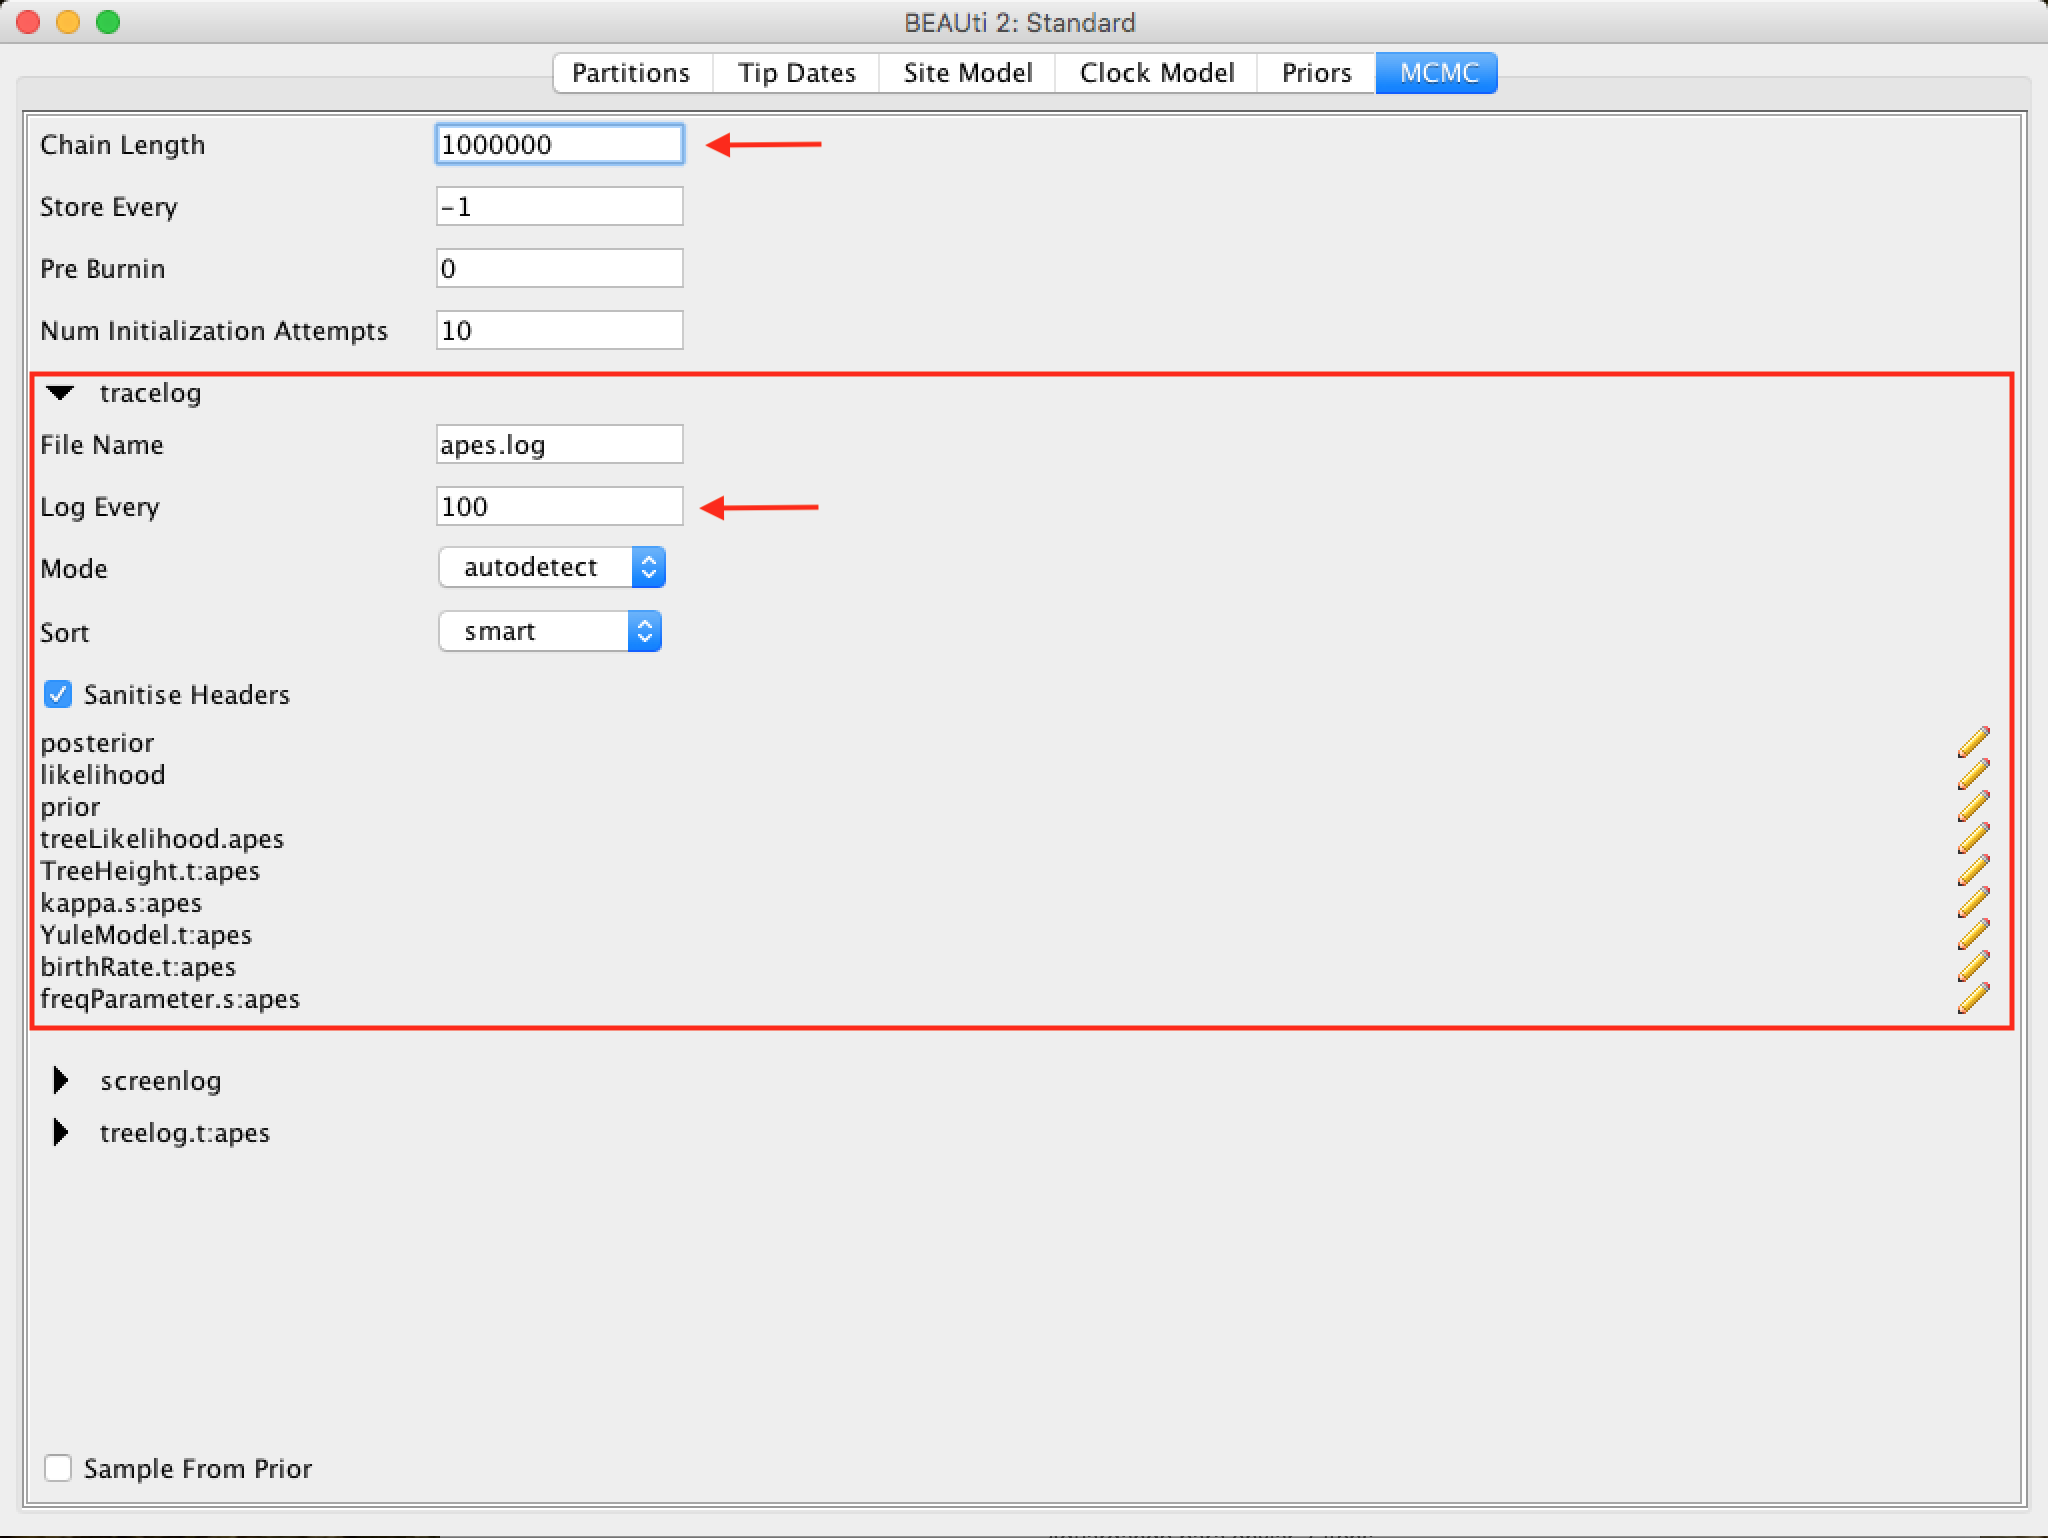 BEAUti 2: Standard
Partitions Tip Dates Site Model Clock Model Priors MCMC
Chain Length 1000000
Store Every -1
Pre Burnin 0
Num Initialization Attempts 10
tracelog
File Name apes.log
Log Every 100
Mode autodetect
Sort smart
Sanitise Headers
posterior
likelihood
prior
treeLikelihood.apes
TreeHeight.t:apes
kappa.s:apes
YuleModel.t:apes
birthRate.t:apes
freqParameter.s:apes
screenlog
treelog.t:apes
Sample From Prior